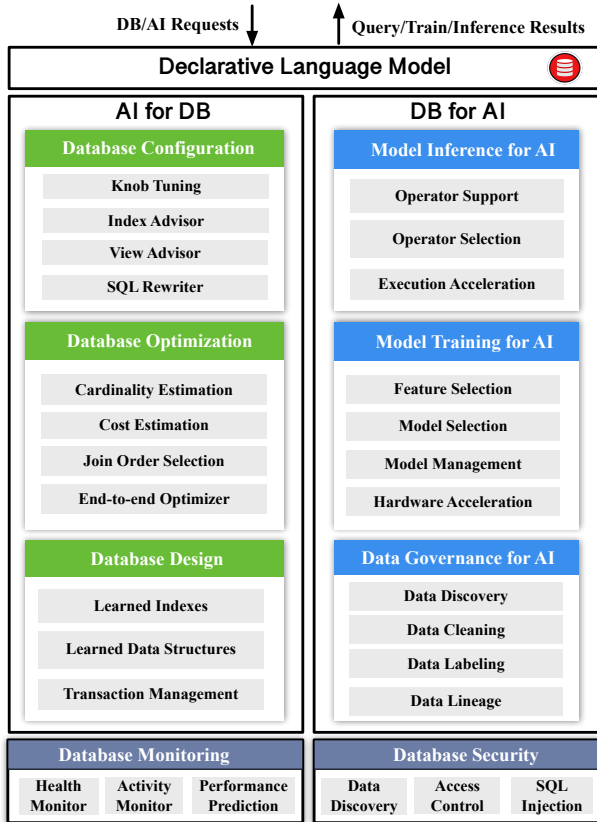 DB/AI Requests
Query/Train/Inference Results
Declarative Language Model
AI for DB
Database Configuration
Knob Tuning
Index Advisor
View Advisor
SQL Rewriter
Database Optimization
Cardinality Estimation
Cost Estimation
Join Order Selection
End-to-end Optimizer
Database Design
Learned Indexes
Learned Data Structures
Transaction Management
DB for AI
Model Inference for AI
Operator Support
Operator Selection
Execution Acceleration
Model Training for AI
Feature Selection
Model Selection
Model Management
Hardware Acceleration
Data Governance for AI
Data Discovery
Data Cleaning
Data Labeling
Data Lineage
Database Monitoring
Health
Monitor
Activity
Monitor
Performance
Prediction
Database Security
Data
Discovery
Access
Control
SQL
Injection